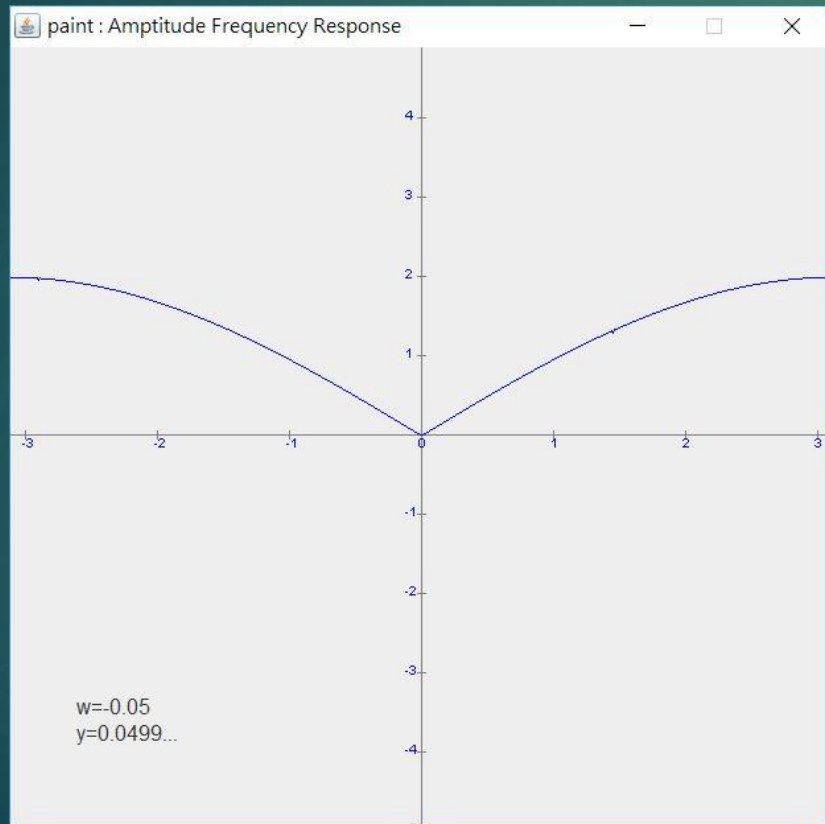 paint : Amptitude Frequency Response
4
3
2
1
-3 -2 -1 0 1 2 3
-1
-2
-3
w=-0.05
y=0.0499...
-4